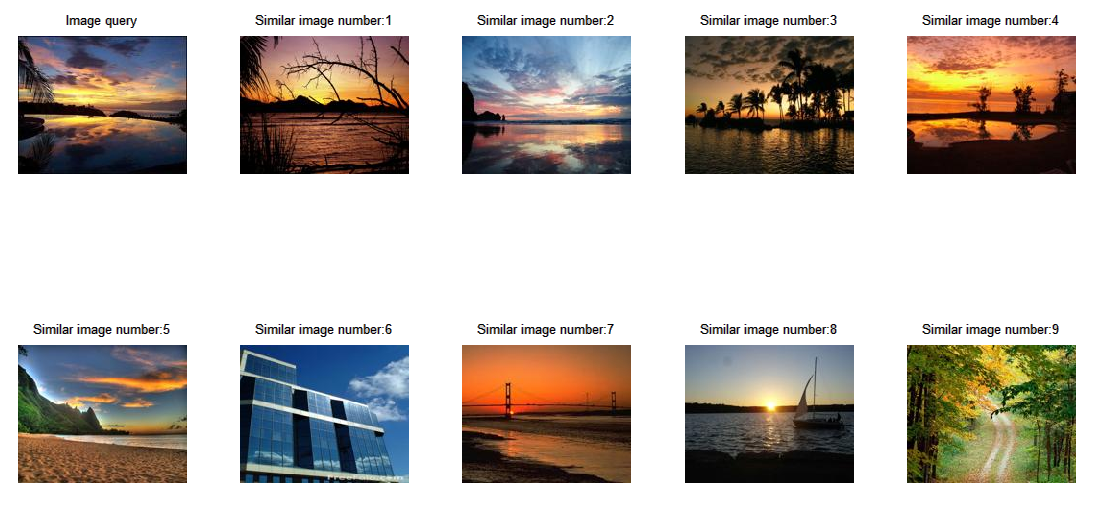 Image query
Similar image number:1
Similar image number:2
Similar image number:3
Similar image number:4
Similar image number:5
Similar image number:6
Similar image number:7
Similar image number:8
Similar image number:9